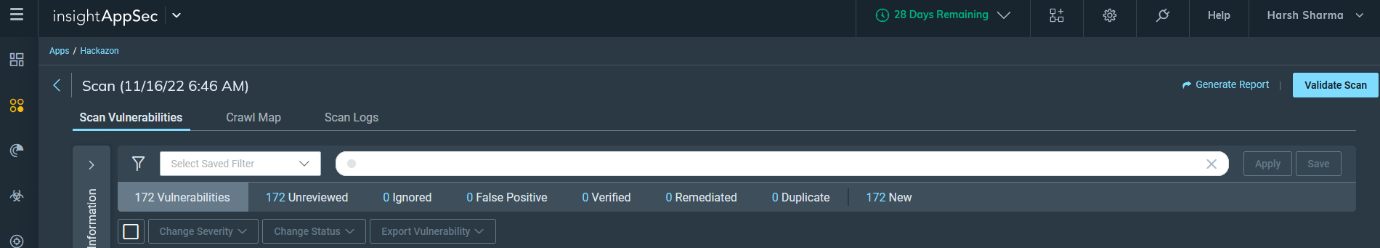 insightAppSec
28 Days Remaining
Help
Harsh Sharma
Apps / Hackazon
Scan (11/16/22 6:46 AM)
Generate Report
Validate Scan
Scan Vulnerabilities
Crawl Map
Scan Logs
Select Saved Filter
Apply
Save
172 Vulnerabilities
172 Unreviewed
0 Ignored
0 False Positive
0 Verified
0 Remediated
0 Duplicate
172 New
Information
Change Severity
Change Status
Export Vulnerability